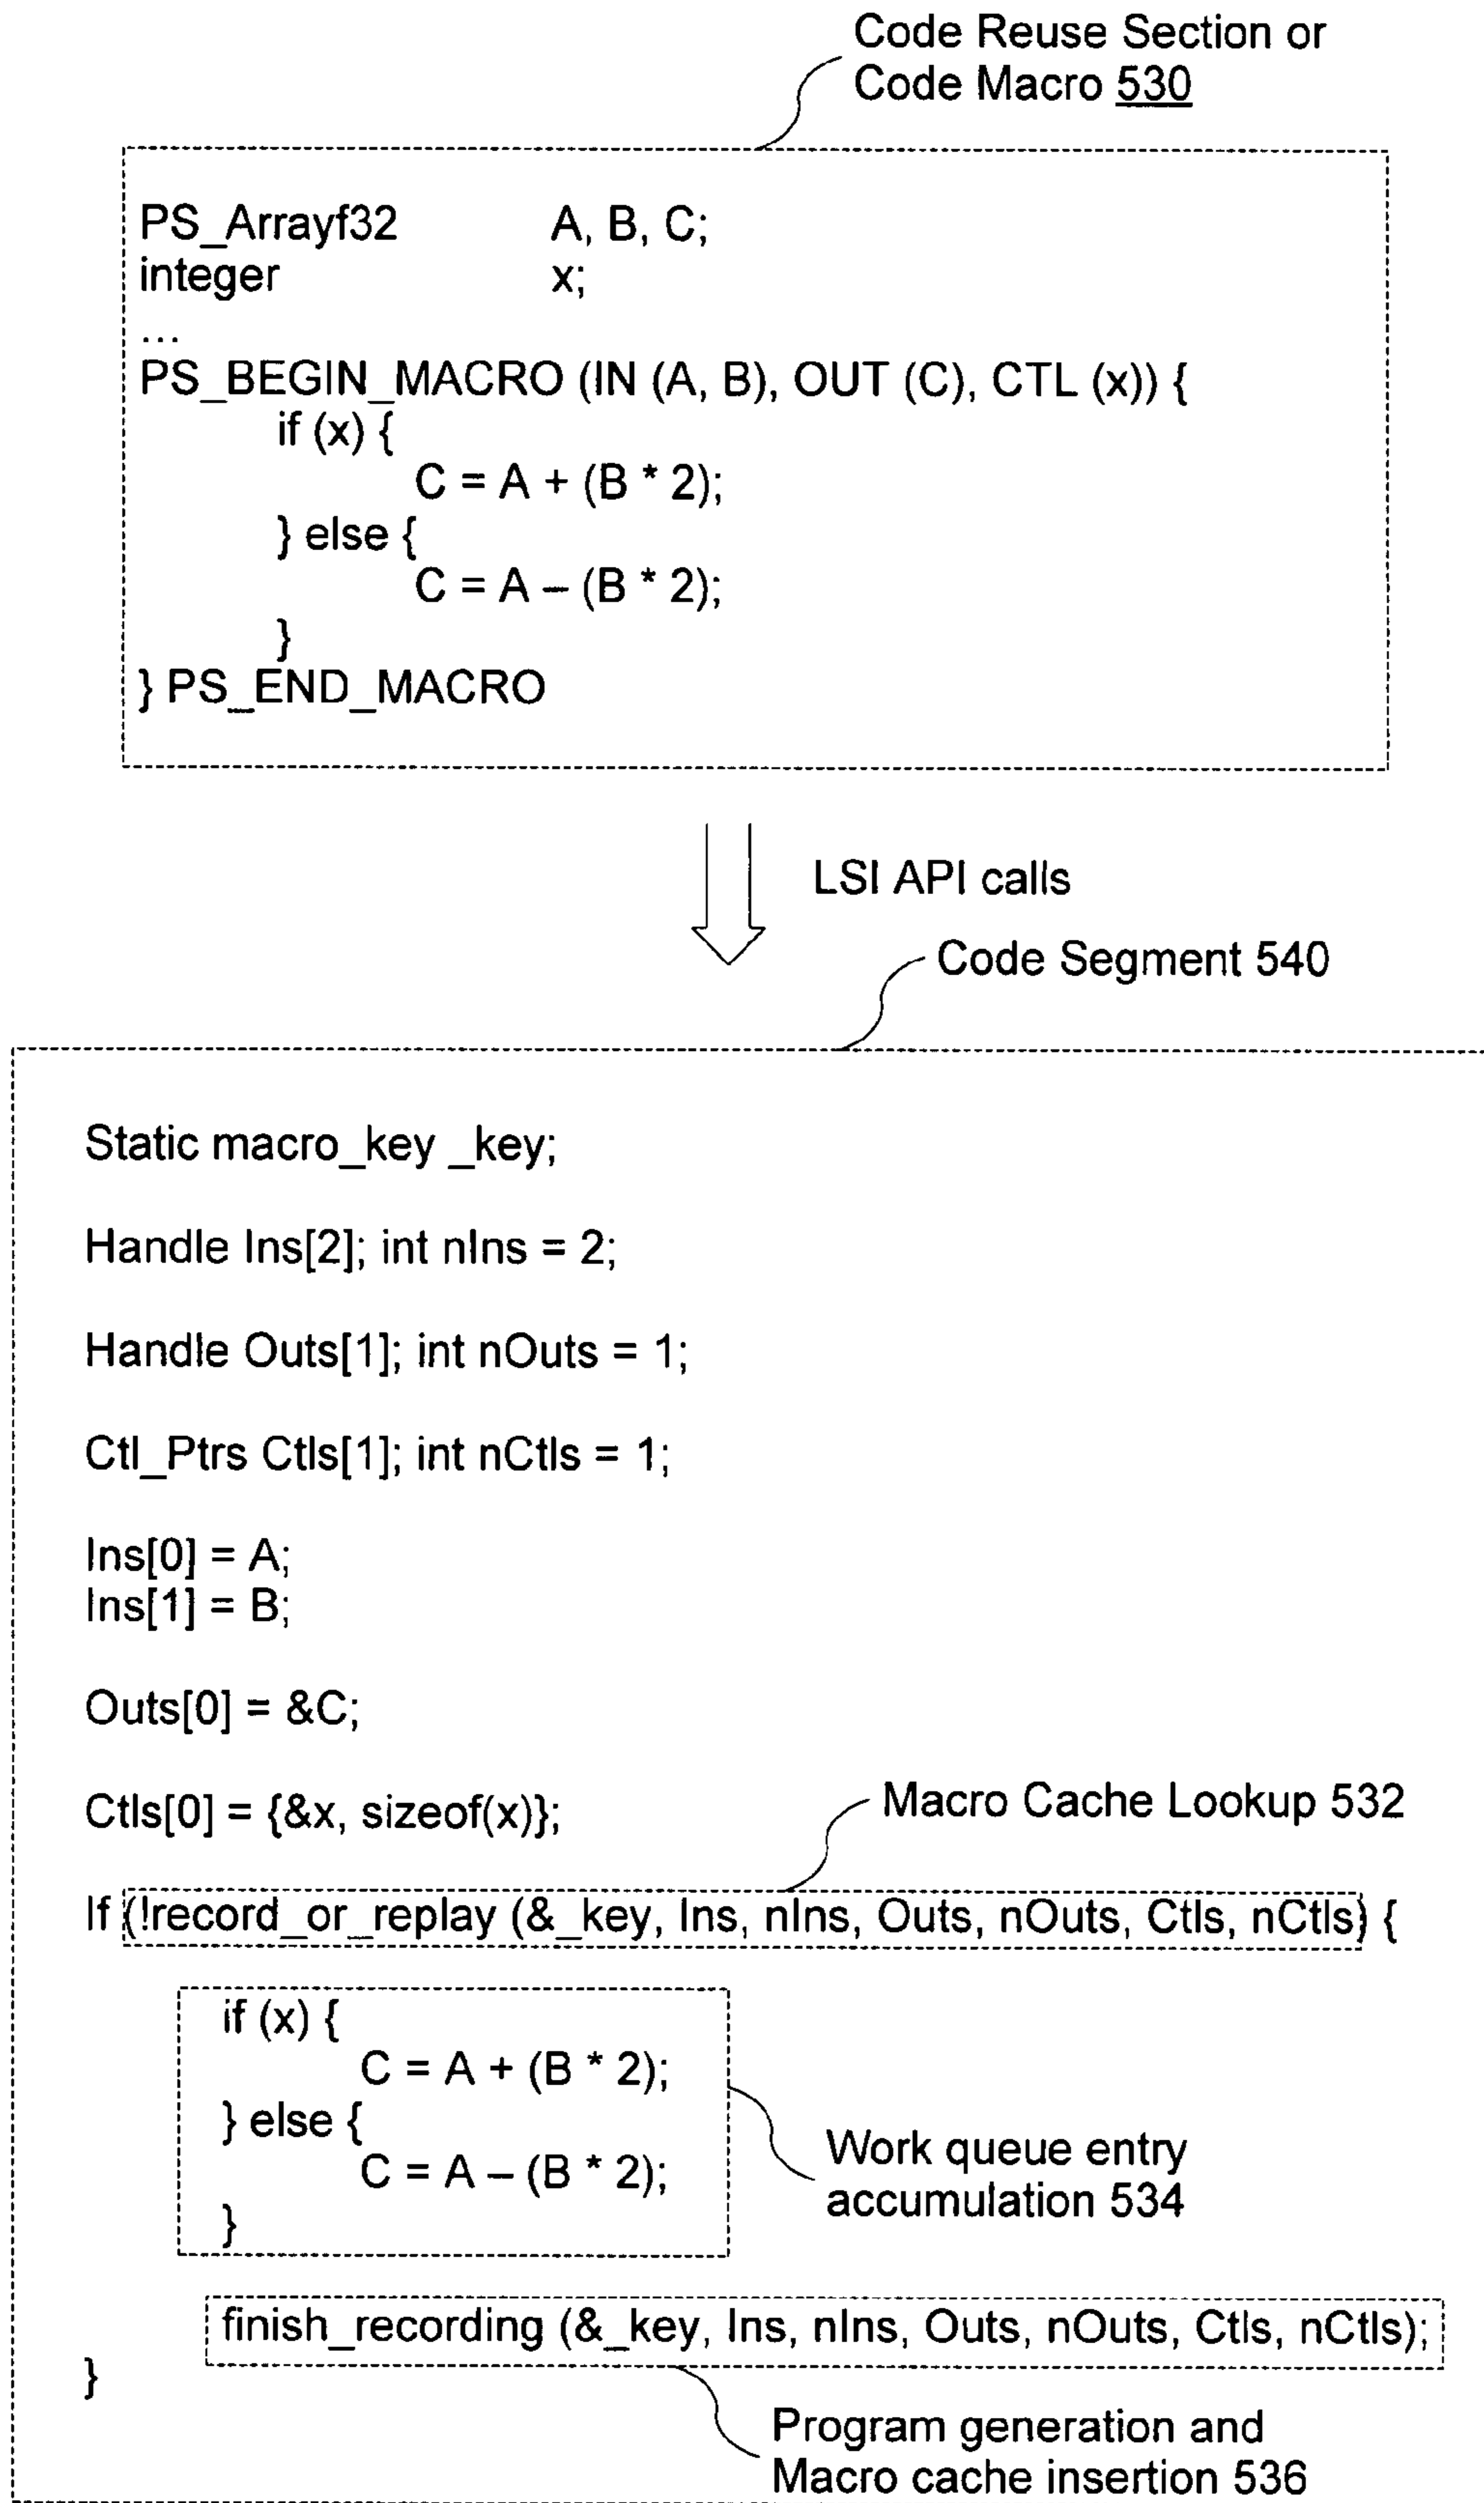 Code Reuse Section or
Code Macro 530
PS_Arrayf32 A, B, C;
integer x;
...
PS_BEGIN_MACRO (IN (A, B), OUT (C), CTL (x)) {
if (x) {
C = A + (B * 2);
} else {
C = A – (B * 2);
}
} PS_END_MACRO
LSI API calls
Code Segment 540
Static macro_key _key;
Handle Ins[2]; int nIns = 2;
Handle Outs[1]; int nOuts = 1;
Ctl_Ptrs Ctls[1]; int nCtls = 1;
Ins[0] = A;
Ins[1] = B;
Outs[0] = &C;
Ctls[0] = {&x, sizeof(x)};
Macro Cache Lookup 532
If (!record_or_replay (&_key, Ins, nIns, Outs, nOuts, Ctls, nCtls) {
if (x) {
C = A + (B * 2);
} else {
C = A – (B * 2);
}
Work queue entry
accumulation 534
finish_recording (&_key, Ins, nIns, Outs, nOuts, Ctls, nCtls);
}
Program generation and
Macro cache insertion 536